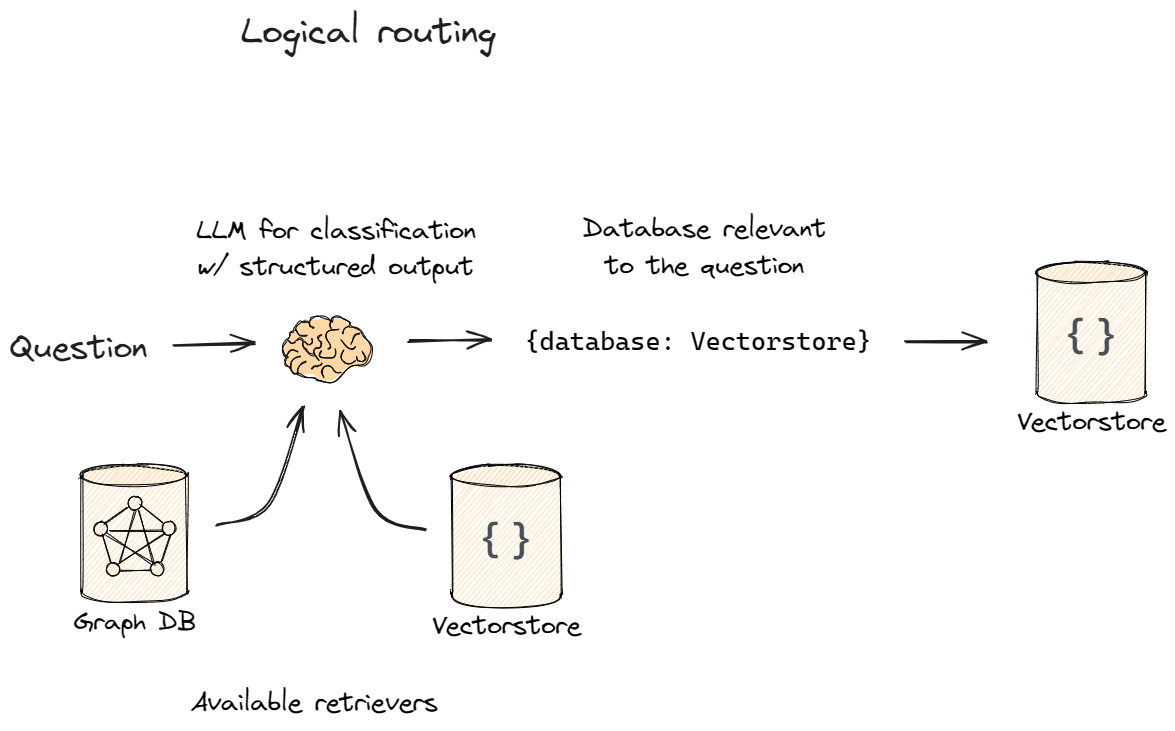 Logical routing
LLM for classification
w/ structured output
Database relevant
to the question
Question
{database: Vectorstore}
{ }
Vectorstore
Graph DB
{ }
Vectorstore
Available retrievers